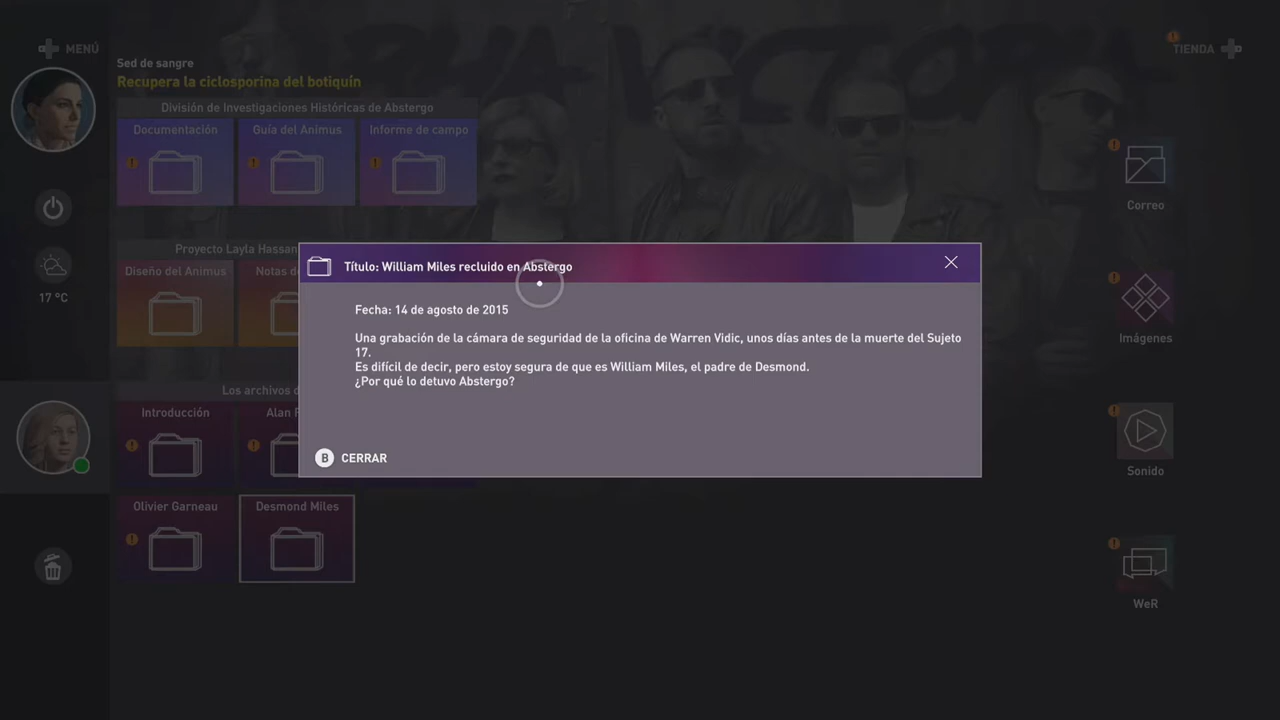 MENÚ
TIENDA
Sed de sangre
Recupera la ciclosporina del botiquín
División de Investigaciones Históricas de Abstergo
Documentación
Guía del Animus
Informe de campo
Correo
Proyecto Layla Hassan
Diseño del Animus
Notas de
17 °C
Imágenes
Título: William Miles recluido en Abstergo
Fecha: 14 de agosto de 2015
Una grabación de la cámara de seguridad de la oficina de Warren Vidic, unos días antes de la muerte del Sujeto
17.
Es difícil de decir, pero estoy segura de que es William Miles, el padre de Desmond.
¿Por qué lo detuvo Abstergo?
B CERRAR
Los archivos d
Introducción
Alan
Sonido
Olivier Garneau
Desmond Miles
WeR